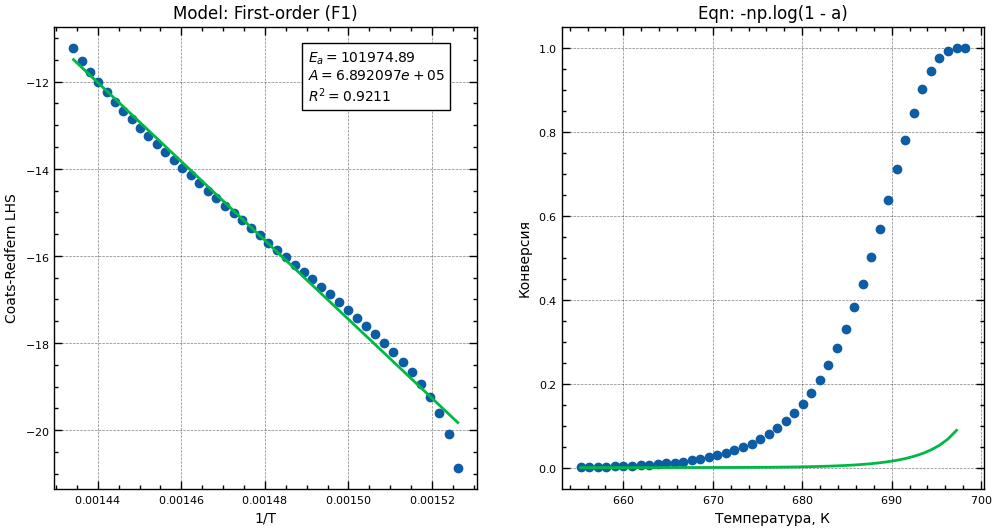 Model: First-order (F1)
Eqn: -np.log(1 - a)
E_a = 101974.89
A = 6.892097e + 05
R² = 0.9211
Coats-Redfern LHS
−12
−14
−16
−18
−20
0.00144
0.00146
0.00148
0.00150
0.00152
1/T
Конверсия
1.0
0.8
0.6
0.4
0.2
0.0
660
670
680
690
700
Температура, К